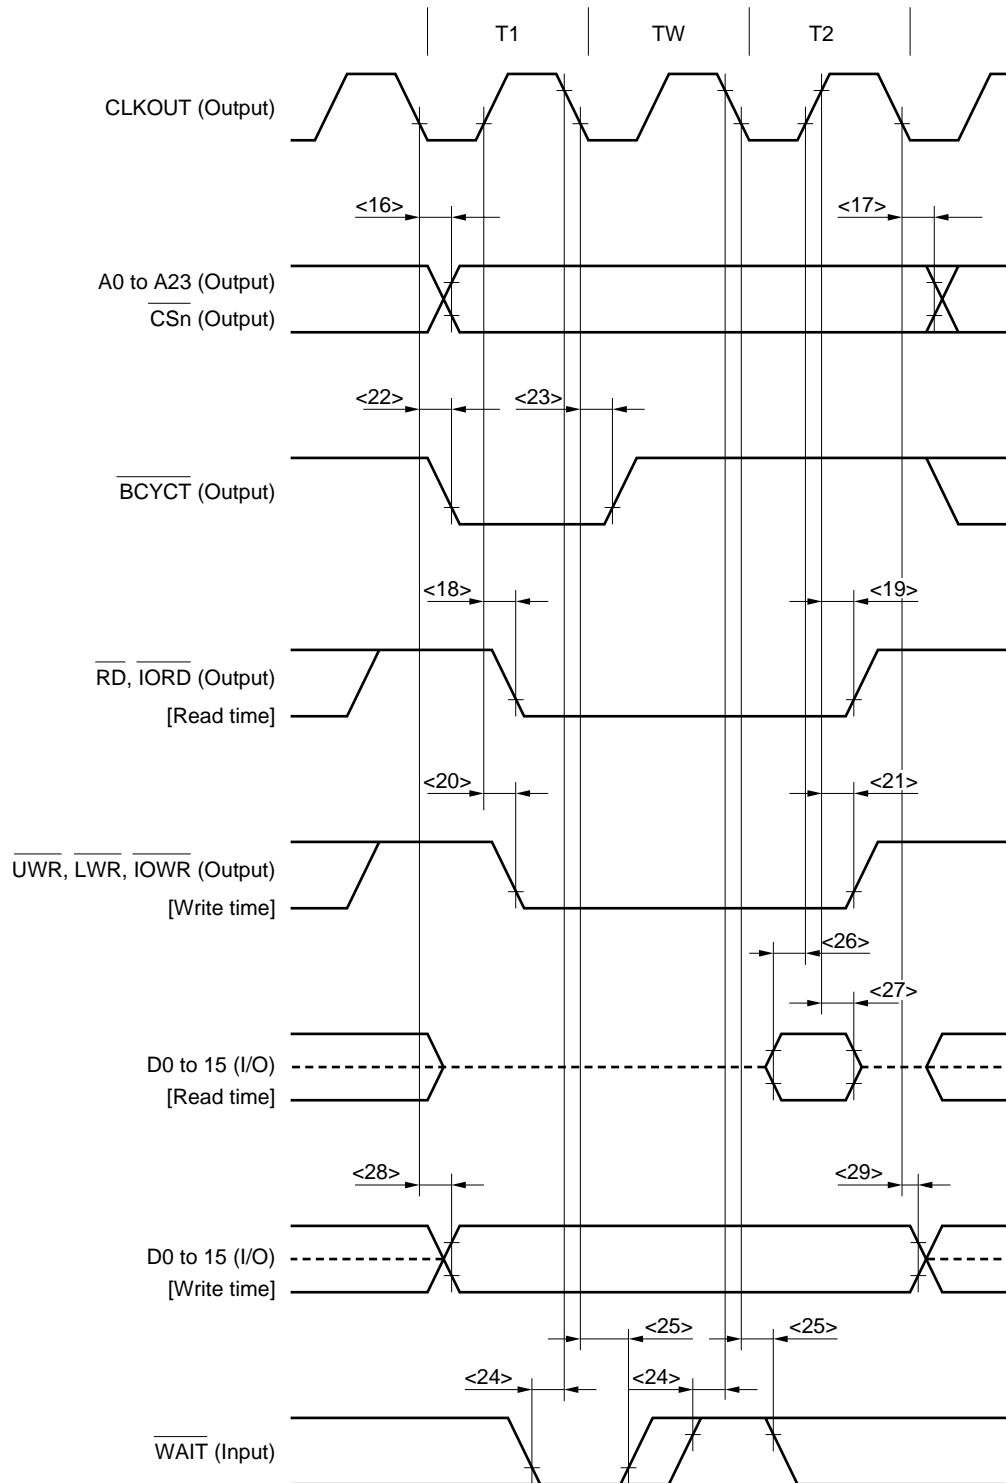 T1 TW T2
CLKOUT (Output)
<16> <17>
A0 to A23 (Output)
CSn (Output)
<22> <23>
BCYCT (Output)
<18> <19>
RD, IORD (Output)
[Read time]
<20> <21>
UWR, LWR, IOWR (Output)
[Write time]
<26>
<27>
D0 to 15 (I/O)
[Read time]
<28> <29>
D0 to 15 (I/O)
[Write time]
<25> <25>
<24> <24>
WAIT (Input)